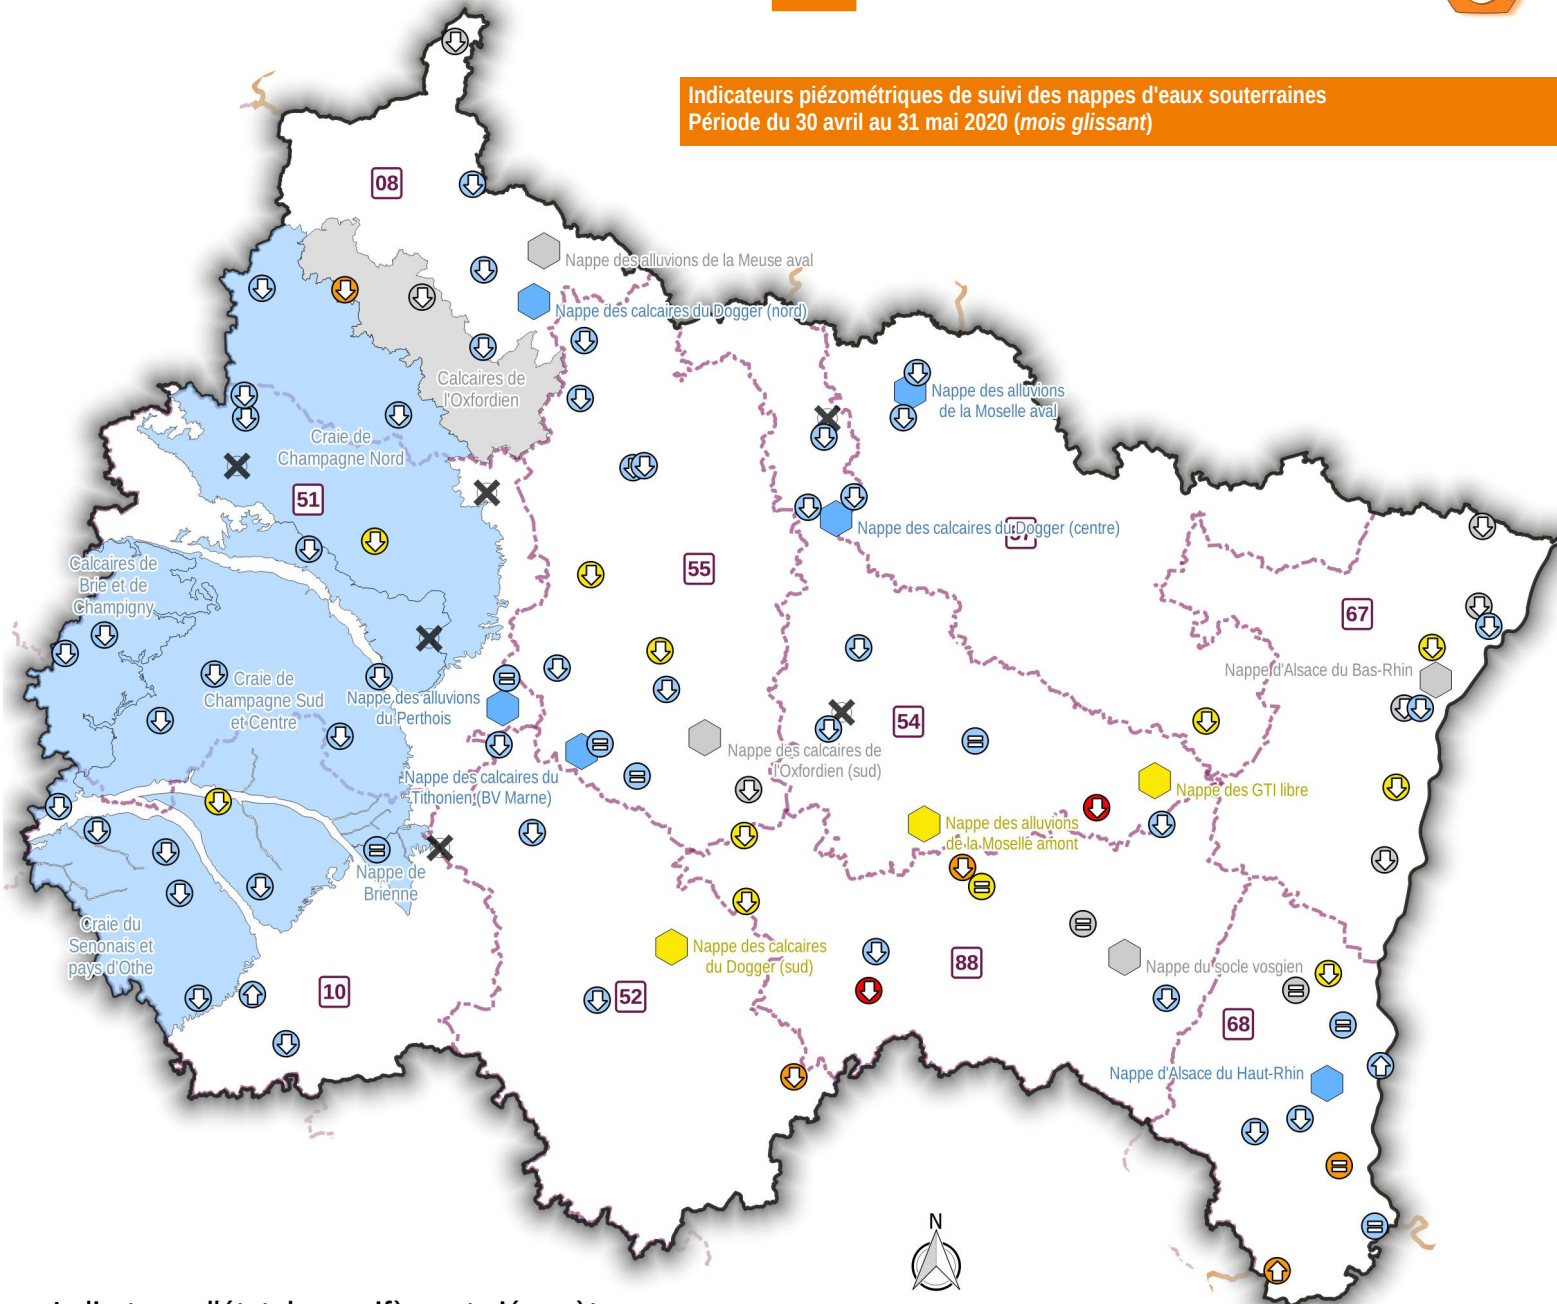 Indicateurs piézométriques de suivi des nappes d'eaux souterraines
Période du 30 avril au 31 mai 2020 (mois glissant)
08
Nappe des alluvions de la Meuse aval
Nappe des calcaires du Dogger (nord)
Calcaires de
l'Oxfordien
Nappe des alluvions
de la Moselle aval
Craie de
Champagne Nord
51
Nappe des calcaires du Dogger (centre)
55
Calcaires de
Brie et de
Champigny
67
Nappe d'Alsace du Bas-Rhin
Craie de
Champagne Sud
et Centre
Nappe des alluvions
du Perthois
54
Nappe des calcaires de
l'Oxfordien (sud)
Nappe des calcaires du
Tithonien (BV Marne)
Nappe des GTI libre
Nappe des alluvions
de la Moselle amont
Nappe de
Brienne
Craie du
Senonais et
pays d'Othe
Nappe des calcaires
du Dogger (sud)
88
Nappe du socle vosgien
10
52
68
Nappe d'Alsace du Haut-Rhin
N